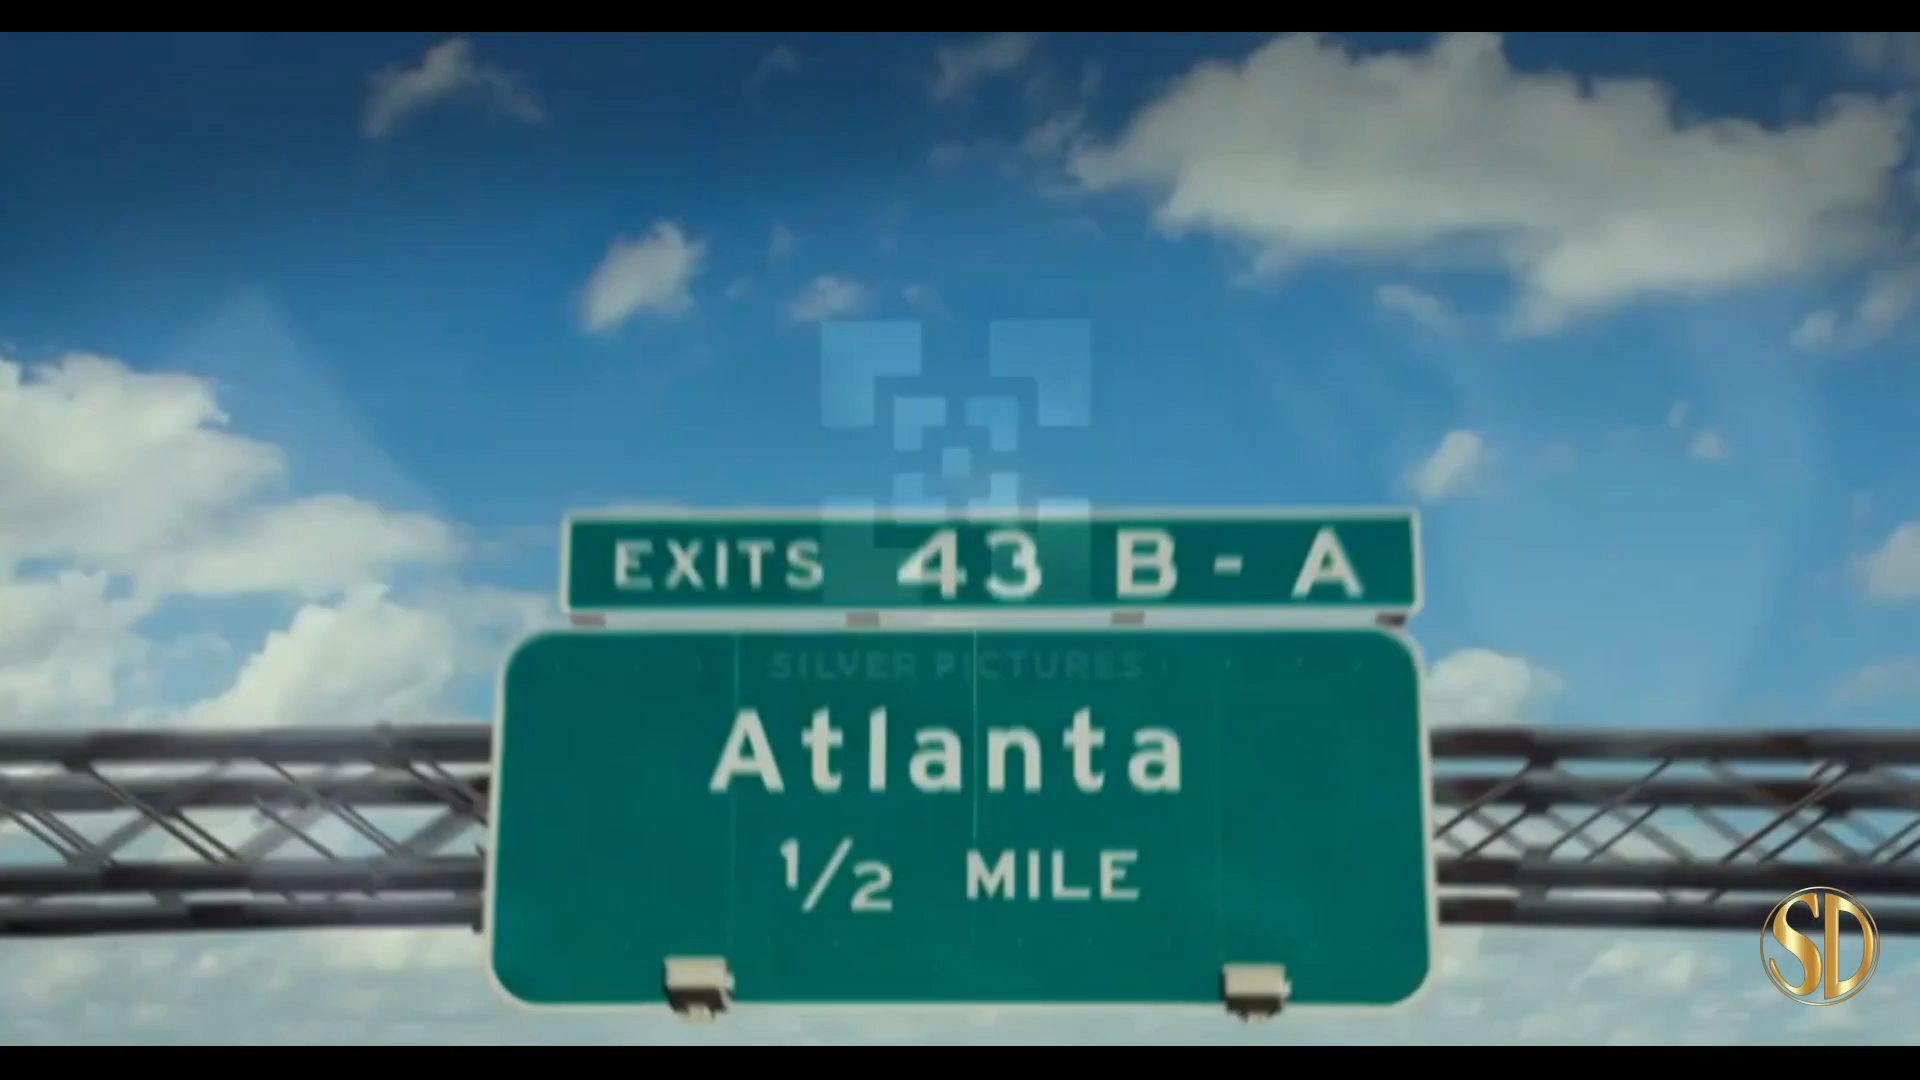 EXITS 43 B - A
SILVER PICTURES
Atlanta
1/2 MILE
SD